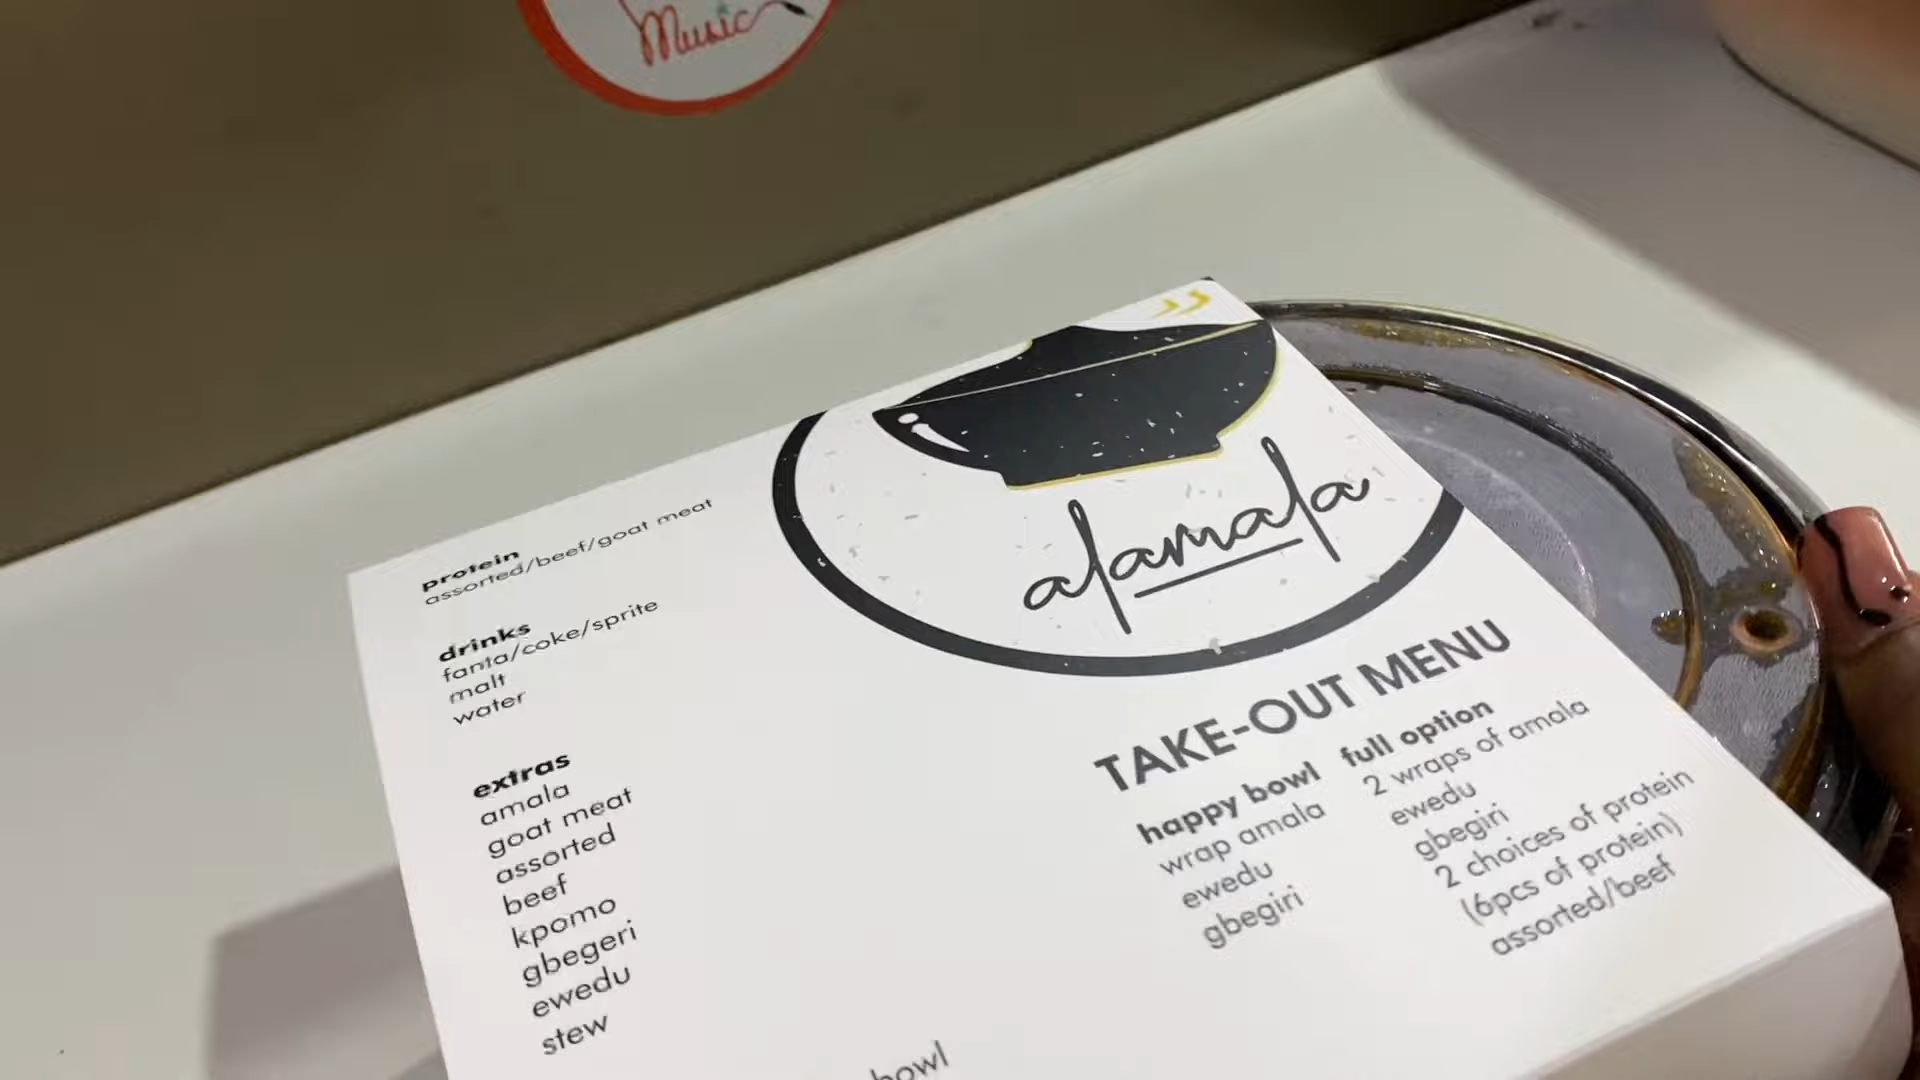 Music
protein
assorted/beef/goat meat
drinks
fanta/coke/sprite
malt
water
extras
amala
goat meat
assorted
beef
kpomo
gbegeri
ewedu
stew
alamala
TAKE-OUT MENU
happy bowl
wrap amala
ewedu
gbegiri
full option
2 wraps of amala
ewedu
gbegiri
2 choices of protein
(6pcs of protein)
assorted/beef
bowl